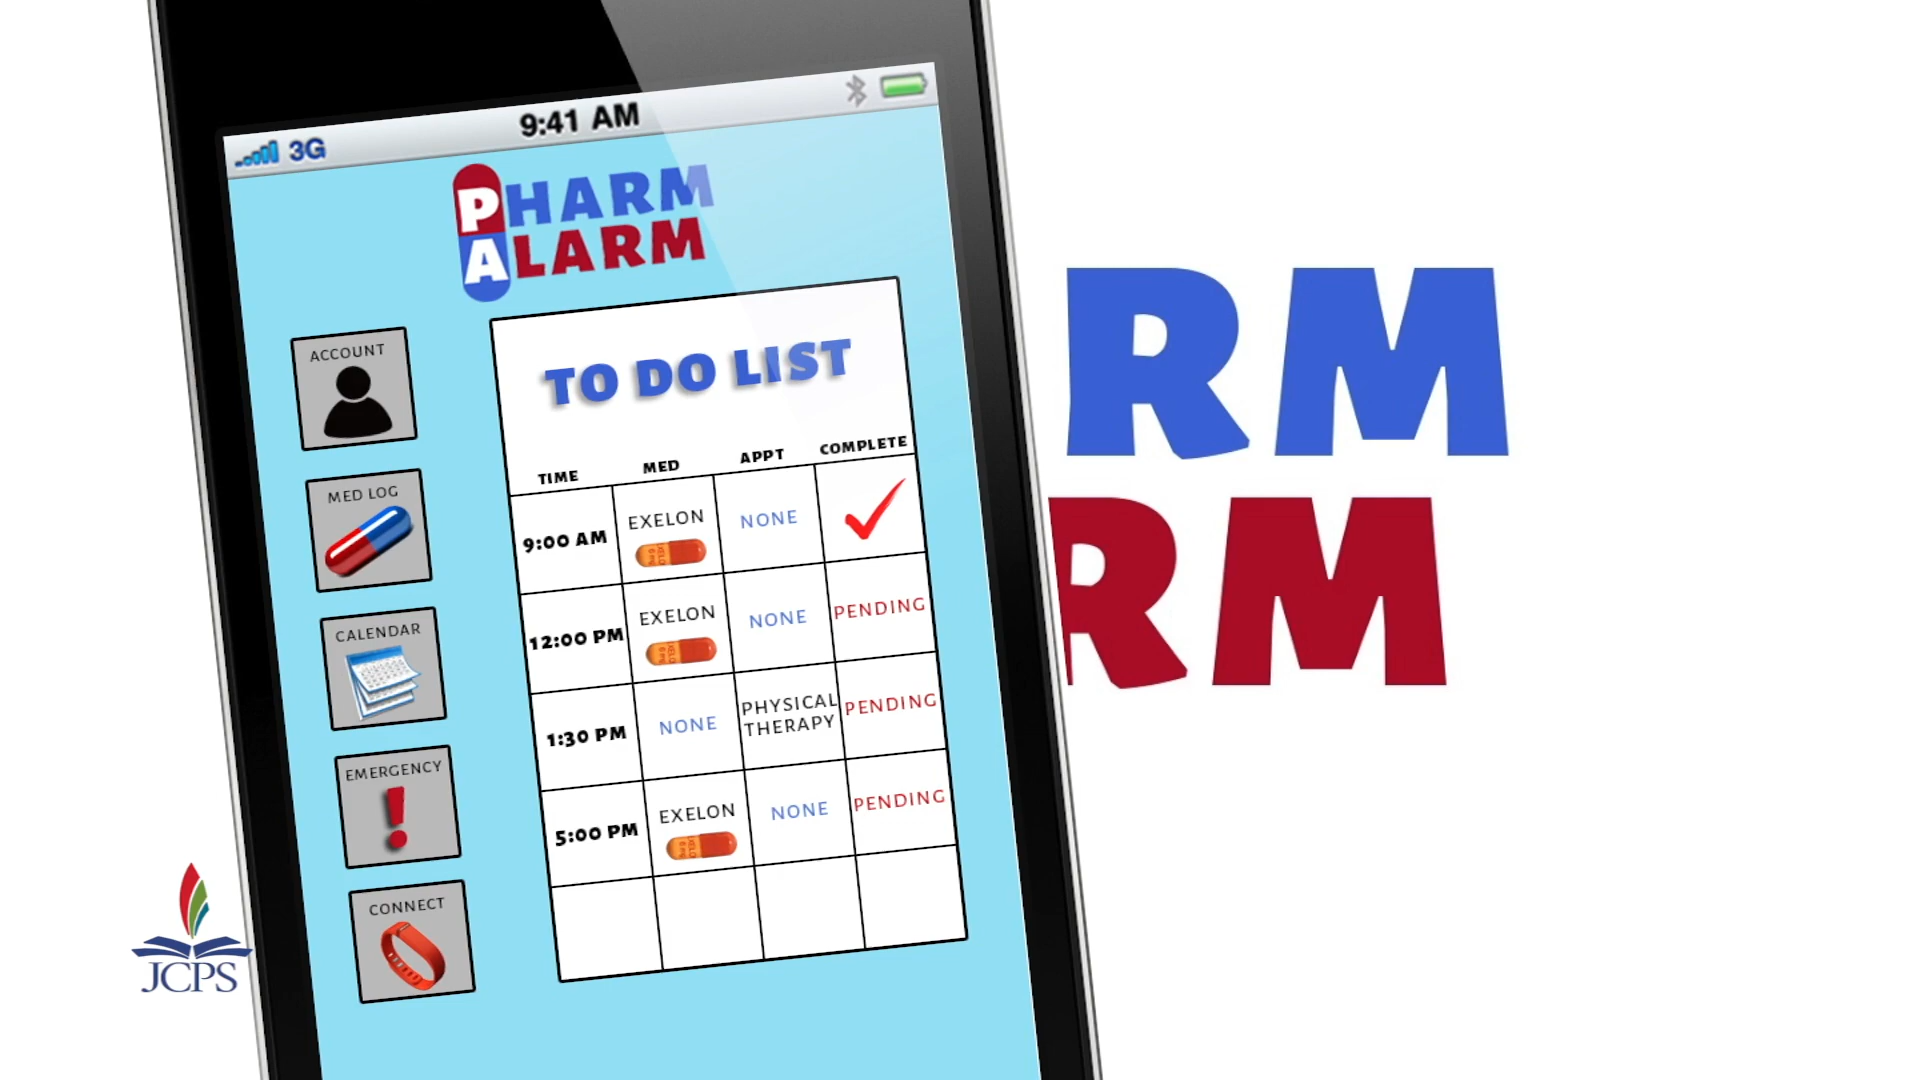 3G 9:41 AM
PHARM
ALARM
ACCOUNT
MED LOG
CALENDAR
EMERGENCY
CONNECT
TO DO LIST
TIME MED APPT COMPLETE
9:00 AM EXELON NONE
12:00 PM EXELON NONE PENDING
1:30 PM NONE PHYSICAL THERAPY PENDING
5:00 PM EXELON NONE PENDING
RM
RM
JCPS